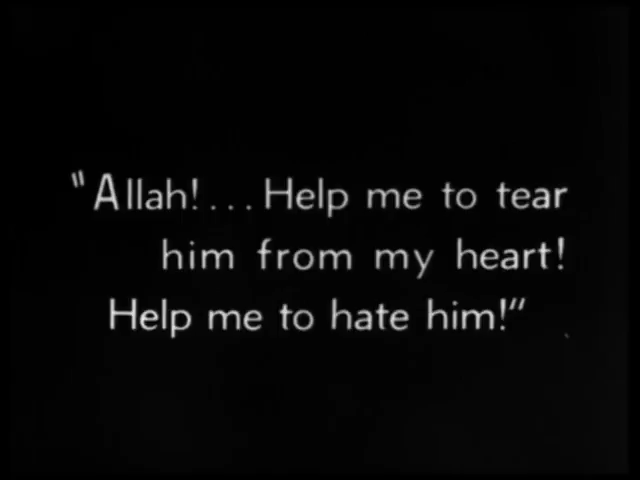 "Allah!...Help me to tear
him from my heart!
Help me to hate him!"